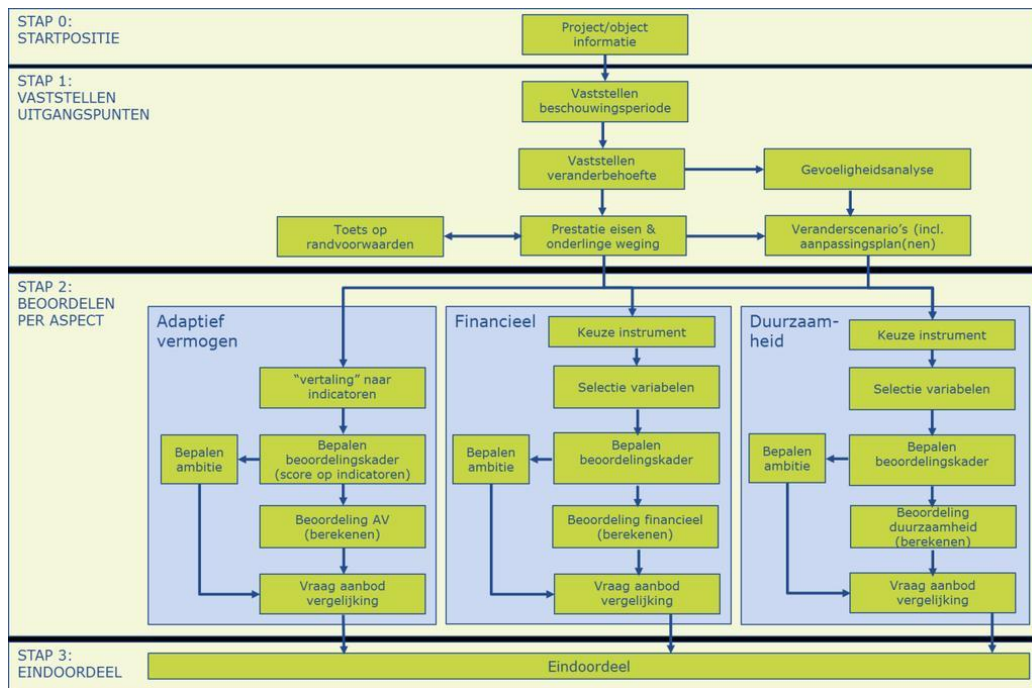 STAP 0:
STARTPOSITIE
Project/object
informatie
STAP 1:
VASTSTELLEN
UITGANGSPUNTEN
Vaststellen
beschouwingsperiode
Vaststellen
veranderbehoefte
Gevoeligheidsanalyse
Toets op
randvoorwaarden
Prestatie eisen &
onderlinge weging
Veranderscenario's (incl.
aanpassingsplan(nen)
STAP 2:
BEOORDELEN
PER ASPECT
Adaptief
vermogen
"vertaling" naar
indicatoren
Bepalen
ambitie
Bepalen
beoordelingskader
(score op indicatoren)
Beoordeling AV
(berekenen)
Vraag aanbod
vergelijking
Financieel
Keuze instrument
Selectie variabelen
Bepalen
ambitie
Bepalen
beoordelingskader
Beoordeling financieel
(berekenen)
Vraag aanbod
vergelijking
Duurzaam-
heid
Keuze instrument
Selectie variabelen
Bepalen
ambitie
Bepalen
beoordelingskader
Beoordeling
duurzaamheid
(berekenen)
Vraag aanbod
vergelijking
STAP 3:
EINDOORDEEL
Eindoordeel